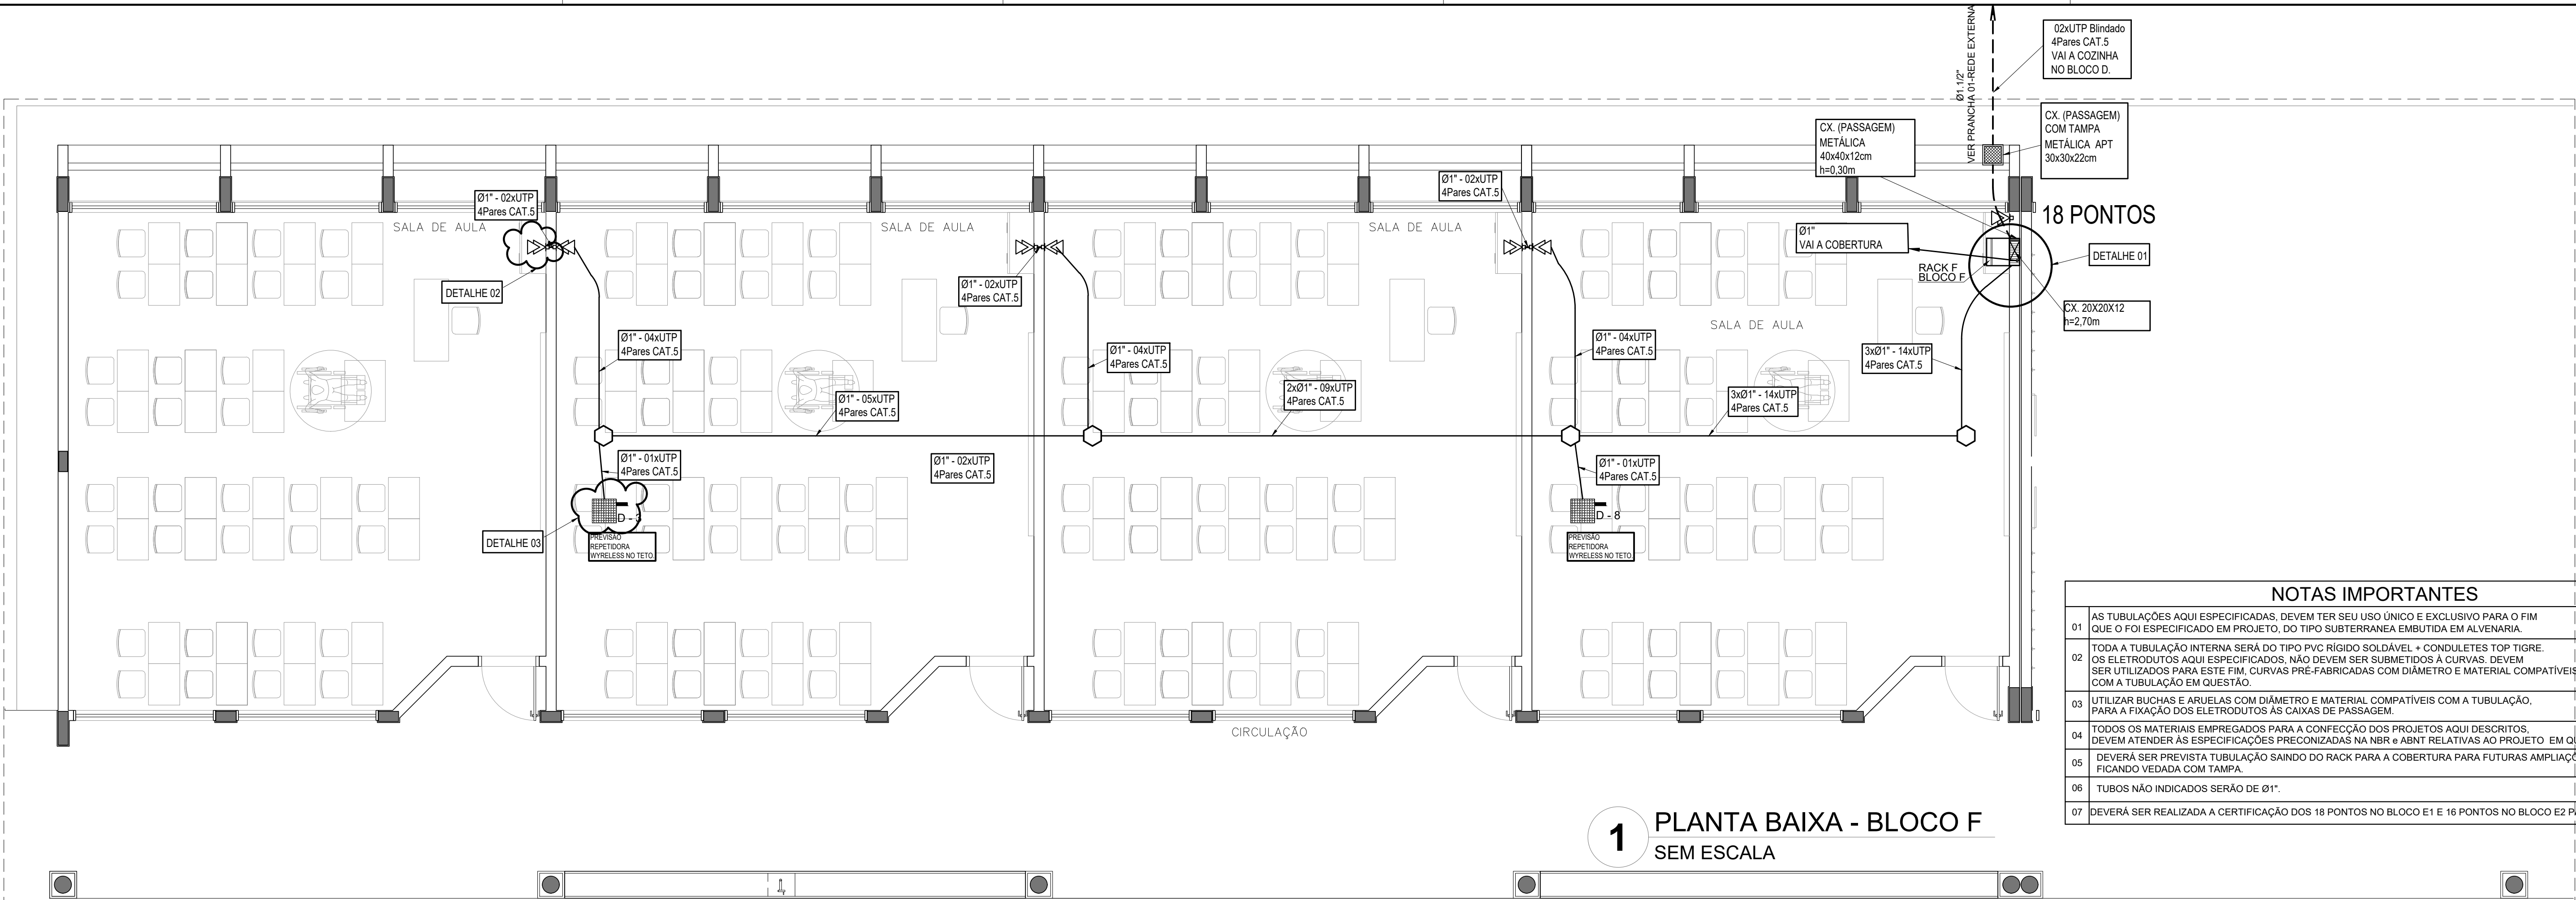 02xUTP Blindado
4Pares CAT.5
VAI A COZINHA
NO BLOCO D.
Ø1.1/2"
VER PRANCHA 01-REDE EXTERNA
CX. (PASSAGEM)
COM TAMPA
METÁLICA APT
30x30x22cm
CX. (PASSAGEM)
METÁLICA
40x40x12cm
h=0,30m
18 PONTOS
Ø1"
VAI A COBERTURA
DETALHE 01
RACK F
BLOCO F
CX. 20X20X12
h=2,70m
Ø1" - 02xUTP
4Pares CAT.5
Ø1" - 02xUTP
4Pares CAT.5
SALA DE AULA
SALA DE AULA
SALA DE AULA
SALA DE AULA
DETALHE 02
Ø1" - 02xUTP
4Pares CAT.5
Ø1" - 04xUTP
4Pares CAT.5
Ø1" - 04xUTP
4Pares CAT.5
Ø1" - 04xUTP
4Pares CAT.5
3xØ1" - 14xUTP
4Pares CAT.5
Ø1" - 05xUTP
4Pares CAT.5
2xØ1" - 09xUTP
4Pares CAT.5
3xØ1" - 14xUTP
4Pares CAT.5
Ø1" - 01xUTP
4Pares CAT.5
Ø1" - 02xUTP
4Pares CAT.5
Ø1" - 01xUTP
4Pares CAT.5
D - 3
D - 8
DETALHE 03
PREVISÃO
REPETIDORA
WYRELESS NO TETO.
PREVISÃO
REPETIDORA
WYRELESS NO TETO.
CIRCULAÇÃO
NOTAS IMPORTANTES
01 AS TUBULAÇÕES AQUI ESPECIFICADAS, DEVEM TER SEU USO ÚNICO E EXCLUSIVO PARA O FIM
QUE O FOI ESPECIFICADO EM PROJETO, DO TIPO SUBTERRANEA EMBUTIDA EM ALVENARIA.
02 TODA A TUBULAÇÃO INTERNA SERÁ DO TIPO PVC RÍGIDO SOLDÁVEL + CONDULETES TOP TIGRE.
OS ELETRODUTOS AQUI ESPECIFICADOS, NÃO DEVEM SER SUBMETIDOS À CURVAS. DEVEM
SER UTILIZADOS PARA ESTE FIM, CURVAS PRÉ-FABRICADAS COM DIÂMETRO E MATERIAL COMPATÍVEIS
COM A TUBULAÇÃO EM QUESTÃO.
03 UTILIZAR BUCHAS E ARUELAS COM DIÂMETRO E MATERIAL COMPATÍVEIS COM A TUBULAÇÃO,
PARA A FIXAÇÃO DOS ELETRODUTOS ÀS CAIXAS DE PASSAGEM.
04 TODOS OS MATERIAIS EMPREGADOS PARA A CONFECÇÃO DOS PROJETOS AQUI DESCRITOS,
DEVEM ATENDER ÀS ESPECIFICAÇÕES PRECONIZADAS NA NBR e ABNT RELATIVAS AO PROJETO EM
05 DEVERÁ SER PREVISTA TUBULAÇÃO SAINDO DO RACK PARA A COBERTURA PARA FUTURAS
FICANDO VEDADA COM TAMPA.
06 TUBOS NÃO INDICADOS SERÃO DE Ø1".
07 DEVERÁ SER REALIZADA A CERTIFICAÇÃO DOS 18 PONTOS NO BLOCO E1 E 16 PONTOS NO BLOCO E2
1 PLANTA BAIXA - BLOCO F
SEM ESCALA